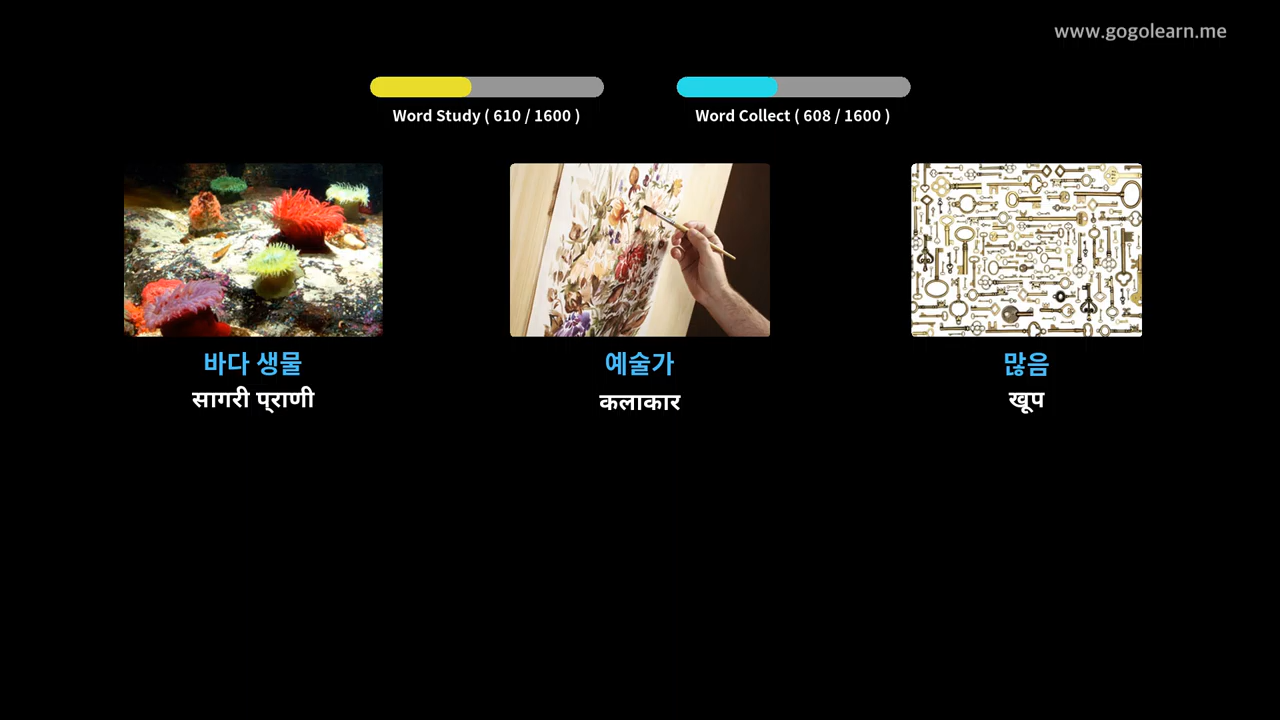 www.gogolearn.me
Word Study ( 610 / 1600 )
Word Collect ( 608 / 1600 )
바다 생물
सागरी प्राणी
예술가
कलाकार
많음
खूप